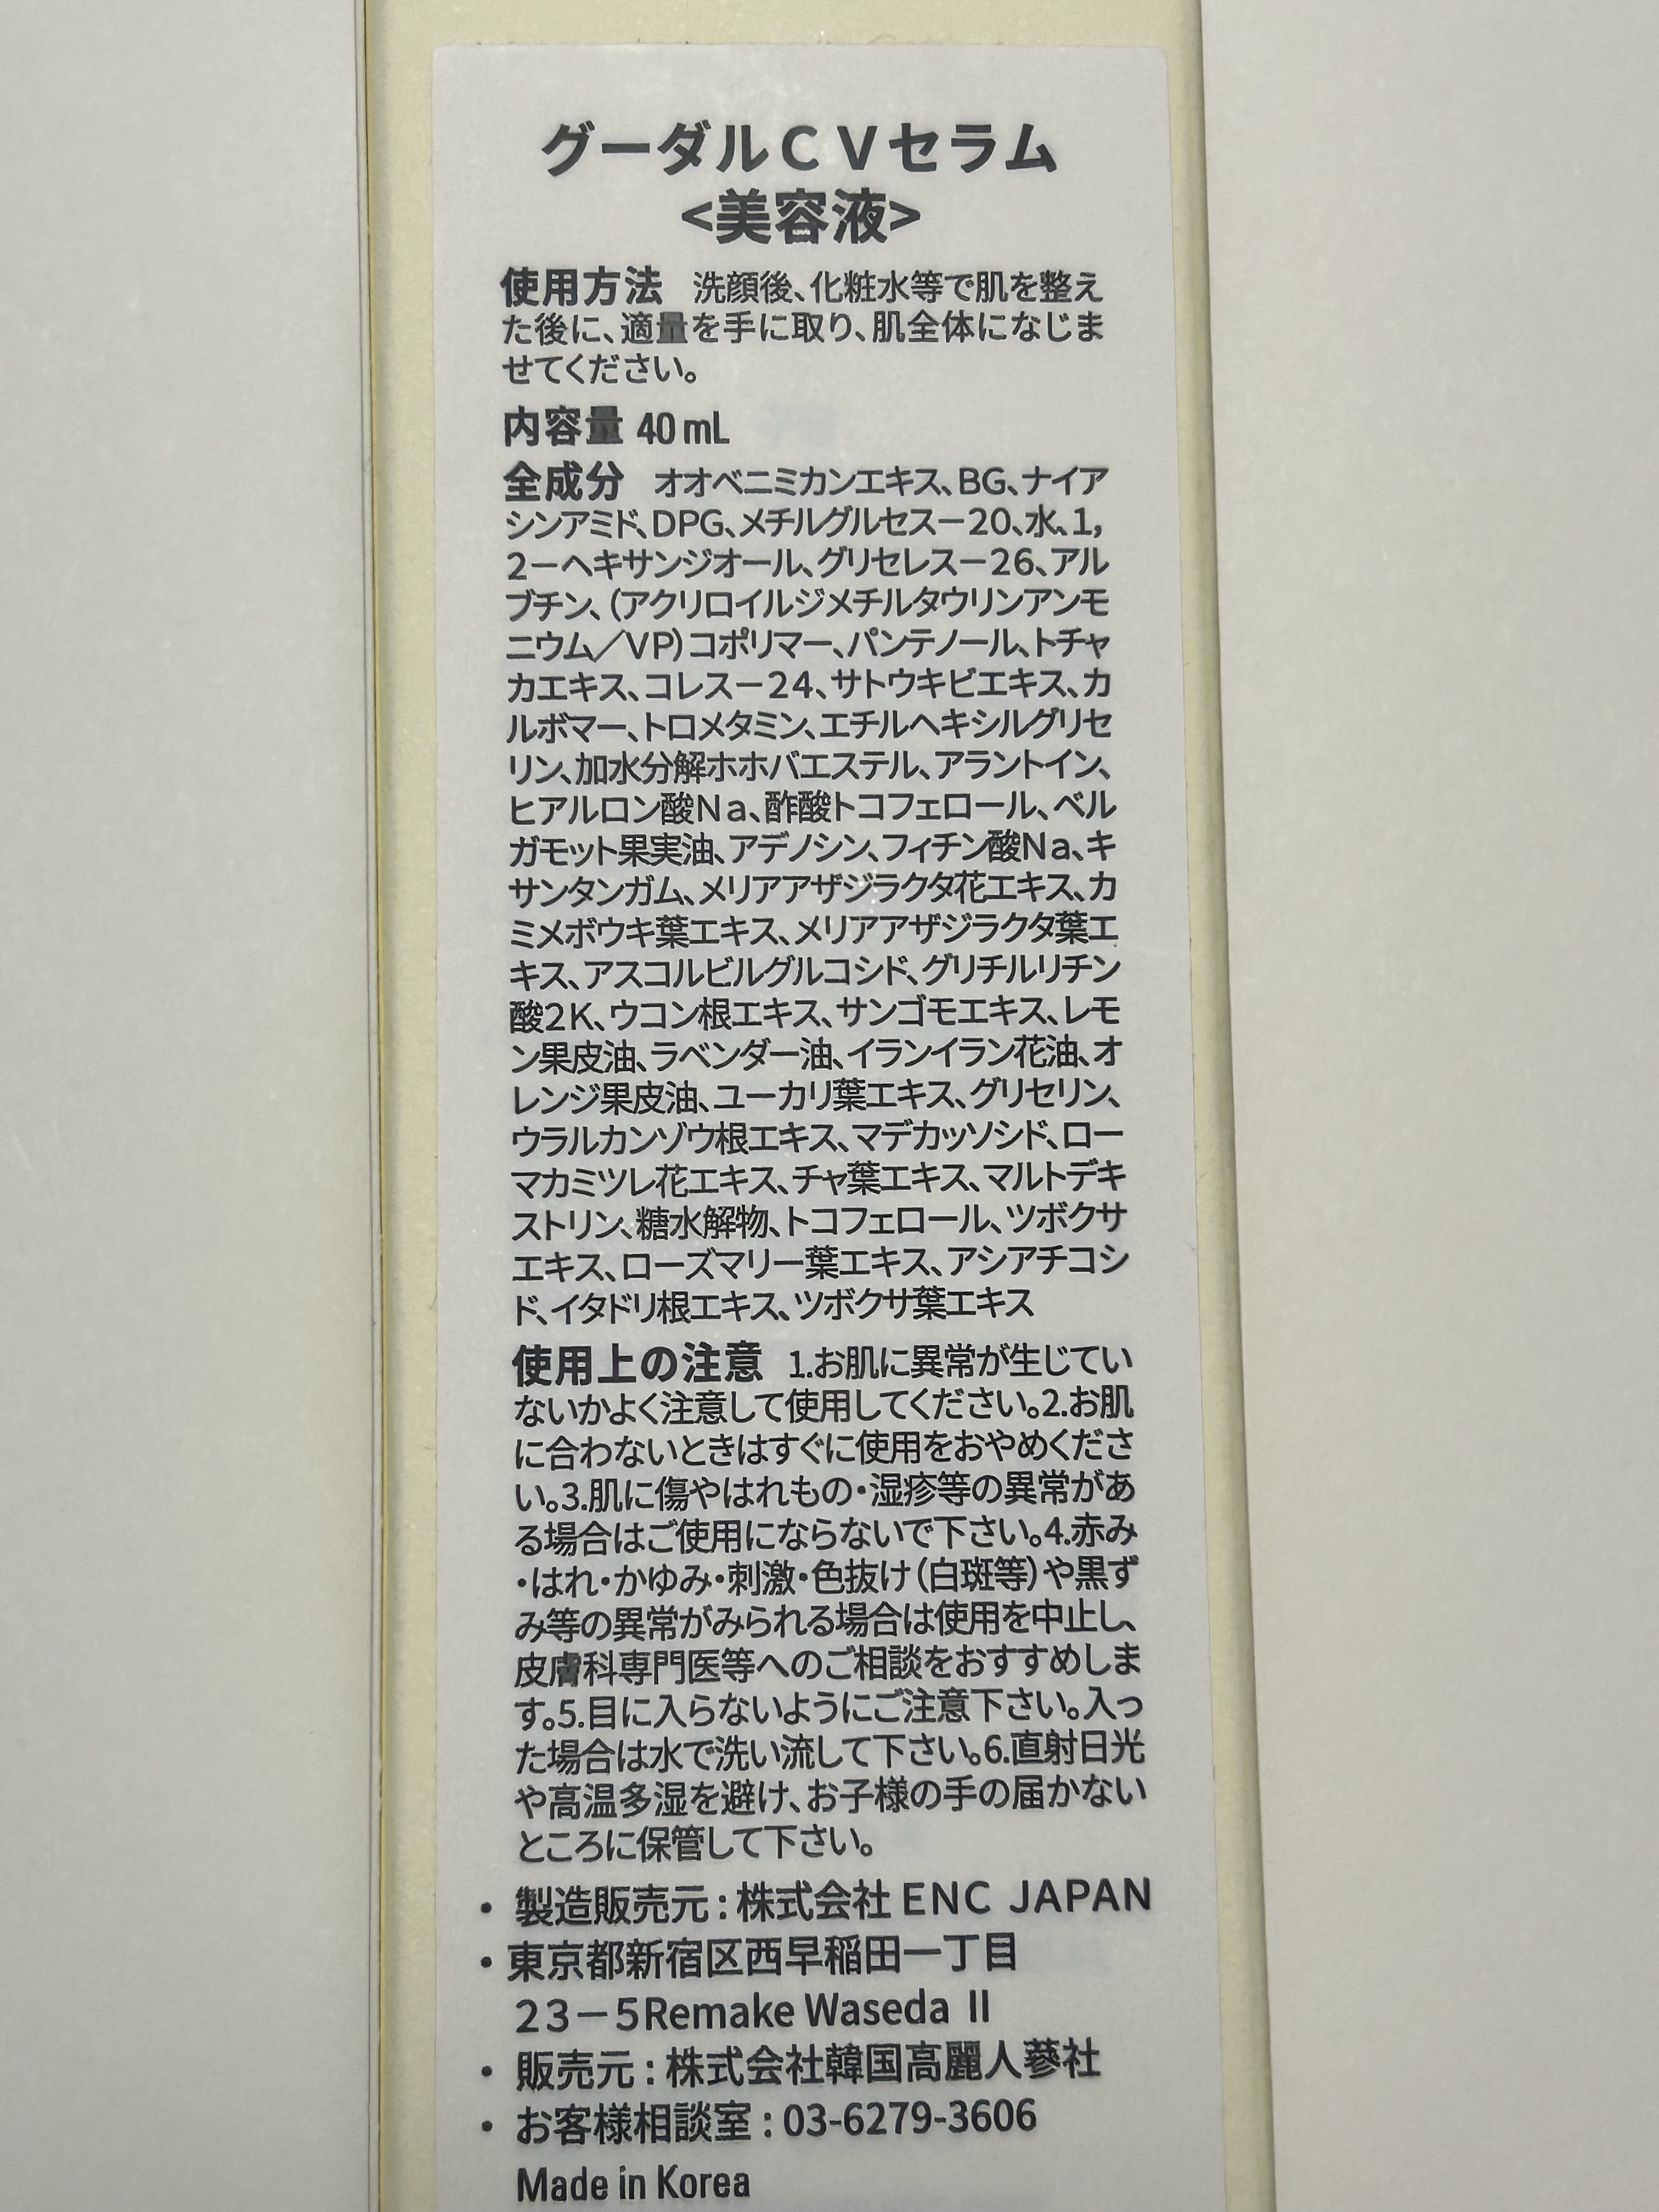 グーダルＣＶセラム
<美容液>
使用方法 洗顔後、化粧水等で肌を整え
た後に、適量を手に取り、肌全体になじま
せてください。
内容量 40mL
全成分 オオベニミカンエキス、BG、ナイア
シンアミド、DPG、メチルグルセスー20、水、1,
2ーヘキサンジオール、グリセレスー26、アル
ブチン、(アクリロイルジメチルタウリンアンモ
ニウム／VP)コポリマー、パンテノール、トチャ
カエキス、コレスー24、サトウキビエキス、カ
ルボマー、トロメタミン、エチルヘキシルグリセ
リン、加水分解ホホバエステル、アラントイン、
ヒアルロン酸Ｎａ、酢酸トコフェロール、ベル
ガモット果実油、アデノシン、フィチン酸Ｎａ、キ
サンタンガム、メリアアザジラクタ花エキス、カ
ミメボウキ葉エキス、メリアアザジラクタ葉エ
キス、アスコルビルグルコシド、グリチルリチン
酸2K、ウコン根エキス、サンゴモエキス、レモ
ン果皮油、ラベンダー油、イランイラン花油、オ
レンジ果皮油、ユーカリ葉エキス、グリセリン、
ウラルカンゾウ根エキス、マデカッソシド、ロー
マカミツレ花エキス、チャ葉エキス、マルトデキ
ストリン、糖水解物、トコフェロール、ツボクサ
エキス、ローズマリー葉エキス、アシアチコシ
ド、イタドリ根エキス、ツボクサ葉エキス
使用上の注意 1.お肌に異常が生じてい
ないかよく注意して使用してください。2.お肌
に合わないときはすぐに使用をおやめくださ
い。3.肌に傷やはれもの・湿疹等の異常があ
る場合はご使用にならないで下さい。4.赤み
・はれ・かゆみ・刺激・色抜け(白斑等)や黒ず
み等の異常がみられる場合は使用を中止し、
皮膚科専門医等へのご相談をおすすめしま
す。5.目に入らないようにご注意下さい。入っ
た場合は水で洗い流して下さい。6.直射日光
や高温多湿を避け、お子様の手の届かない
ところに保管して下さい。
・ 製造販売元：株式会社 ENC JAPAN
・東京都新宿区西早稲田一丁目
23－5Remake Waseda Ⅱ
・ 販売元：株式会社韓国高麗人蔘社
・ お客様相談室：03-6279-3606
Made in Korea